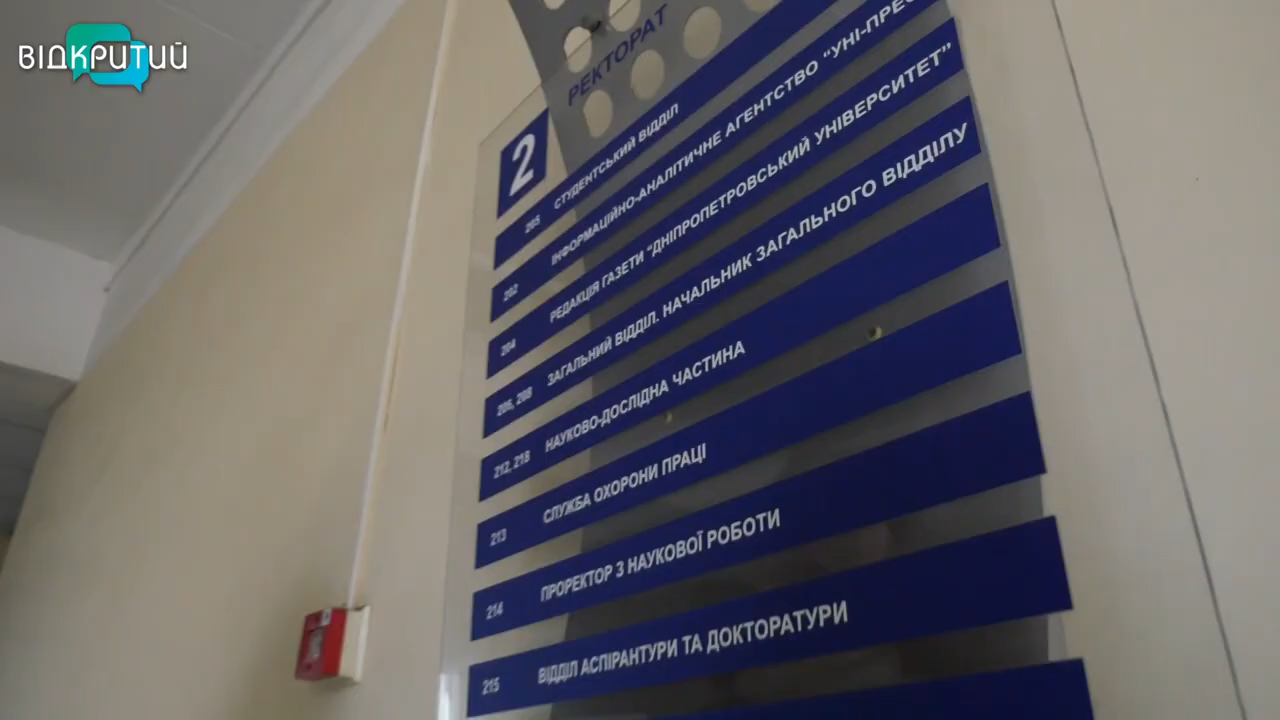 ВІДКРИТИЙ
РЕКТОРАТ
2
205 СТУДЕНТСЬКИЙ ВІДДІЛ
202 ІНФОРМАЦІЙНО-АНАЛІТИЧНЕ АГЕНТСТВО “УНІ-ПРЕС
204 РЕДАКЦІЯ ГАЗЕТИ “ДНІПРОПЕТРОВСЬКИЙ УНІВЕРСИТЕТ”
206, 208 ЗАГАЛЬНИЙ ВІДДІЛ. НАЧАЛЬНИК ЗАГАЛЬНОГО ВІДДІЛУ
212, 218 НАУКОВО-ДОСЛІДНА ЧАСТИНА
213 СЛУЖБА ОХОРОНИ ПРАЦІ
214 ПРОРЕКТОР З НАУКОВОЇ РОБОТИ
215 ВІДДІЛ АСПІРАНТУРИ ТА ДОКТОРАТУРИ